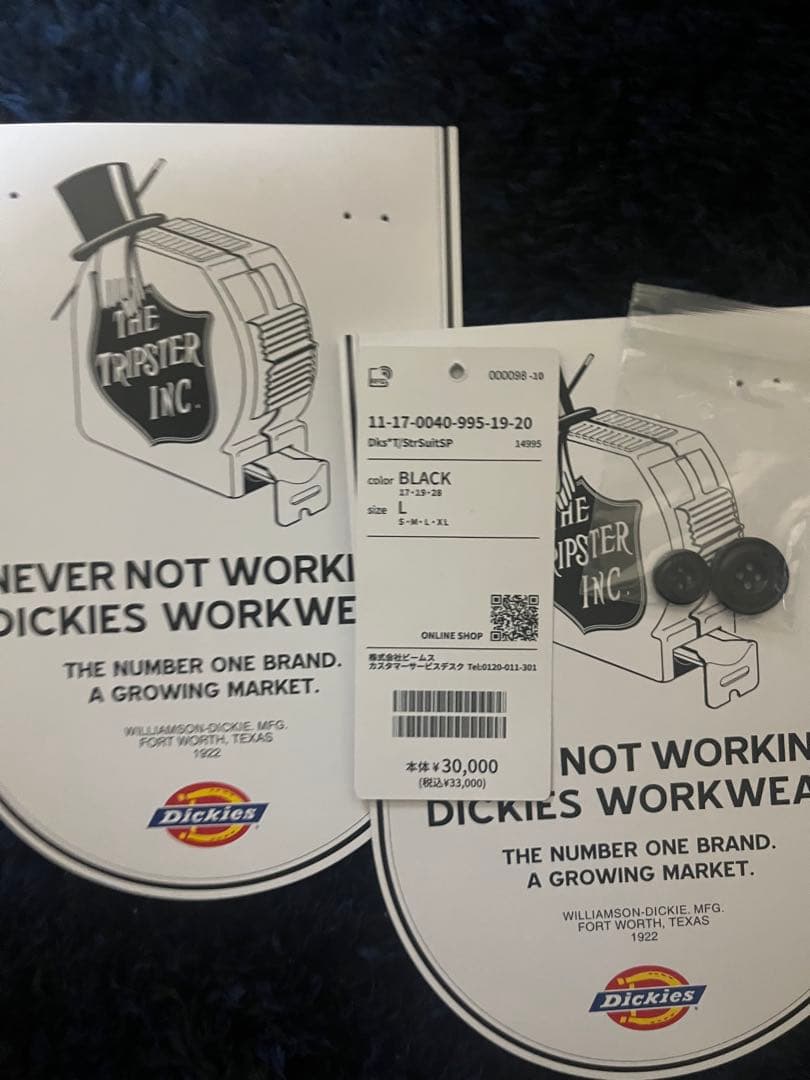 THE
TRIPSTER
INC.
NEVER NOT WORKI
DICKIES WORKWE
THE NUMBER ONE BRAND.
A GROWING MARKET.
WILLIAMSON-DICKIE. MFG.
FORT WORTH, TEXAS
1922
Dickies
000098-10
11-17-0040-995-19-20
Dks*T/StrSuitSP 14995
color BLACK
17・19・28
size L
S・M・L・XL
ONLINE SHOP
株式会社ビームス
カスタマーサービスデスク Tel:0120-011-301
本体¥30,000
(税込¥33,000)
HE
IPSTER
INC.
NOT WORKIN
DICKIES WORKWEA
THE NUMBER ONE BRAND.
A GROWING MARKET.
WILLIAMSON-DICKIE. MFG.
FORT WORTH, TEXAS
1922
Dickies